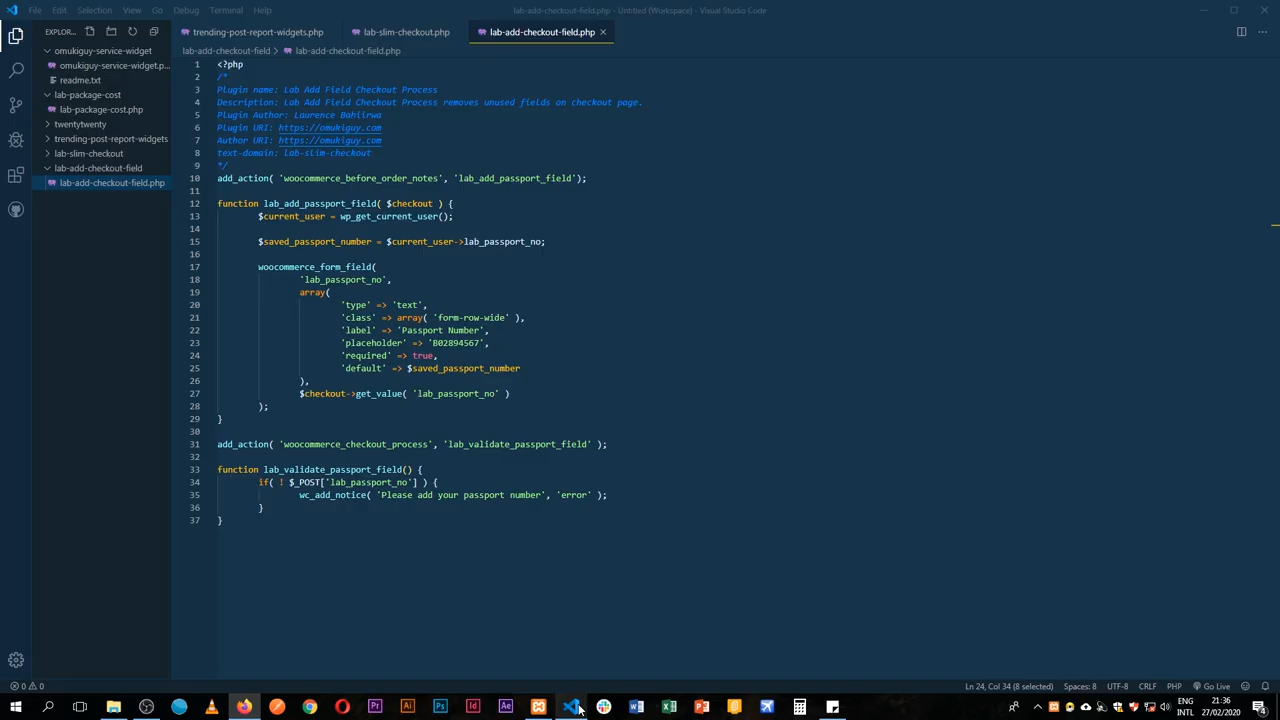 File Edit Selection View Go Debug Terminal Help
lab-add-checkout-field.php - Untitled (Workspace) - Visual Studio Code
EXPLOR...
trending-post-report-widgets.php lab-slim-checkout.php lab-add-checkout-field.php
lab-add-checkout-field > lab-add-checkout-field.php
omukiguy-service-widget
omukiguy-service-widget.p...
readme.txt
lab-package-cost
lab-package-cost.php
twentytwenty
trending-post-report-widgets
lab-slim-checkout
lab-add-checkout-field
lab-add-checkout-field.php
1 <?php
2 /*
3 Plugin name: Lab Add Field Checkout Process
4 Description: Lab Add Field Checkout Process removes unused fields on checkout page.
5 Plugin Author: Laurence Bahiirwa
6 Plugin URI: https://omukiguy.com
7 Author URI: https://omukiguy.com
8 text-domain: lab-slim-checkout
9 */
10 add_action( 'woocommerce_before_order_notes', 'lab_add_passport_field');
11
12 function lab_add_passport_field( $checkout ) {
13 $current_user = wp_get_current_user();
14
15 $saved_passport_number = $current_user->lab_passport_no;
16
17 woocommerce_form_field(
18 'lab_passport_no',
19 array(
20 'type' => 'text',
21 'class' => array( 'form-row-wide' ),
22 'label' => 'Passport Number',
23 'placeholder' => 'B02894567',
24 'required' => true,
25 'default' => $saved_passport_number
26 ),
27 $checkout->get_value( 'lab_passport_no' )
28 );
29 }
30
31 add_action( 'woocommerce_checkout_process', 'lab_validate_passport_field' );
32
33 function lab_validate_passport_field() {
34 if( ! $_POST['lab_passport_no'] ) {
35 wc_add_notice( 'Please add your passport number', 'error' );
36 }
37 }
0 0
Ln 24, Col 34 (8 selected) Spaces: 8 UTF-8 CRLF PHP Go Live
Pr Ai Ps Id Ae
ENG
INTL
21:36
27/02/2020